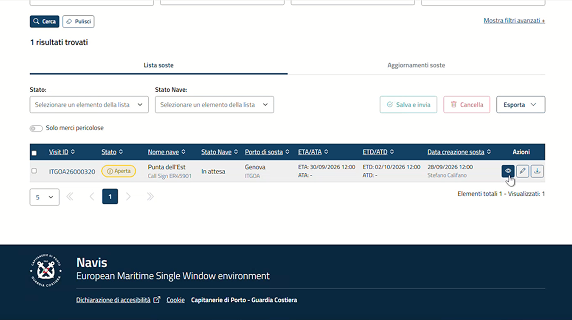 Cerca
Pulisci
Mostra filtri avanzati +
1 risultati trovati
Lista soste
Aggiornamenti soste
Stato:
Stato Nave:
Selezionare un elemento della lista
Selezionare un elemento della lista
Salva e invia
Cancella
Esporta
Solo merci pericolose
Visit ID
Stato
Nome nave
Stato Nave
Porto di sosta
ETA/ATA
ETD/ATD
Data creazione sosta
Azioni
ITGOA26000320
Aperta
Punta dell'Est
Call Sign ER45901
In attesa
Genova
ITGOA
ETA: 30/09/2026 12:00
ATA: -
ETD: 02/10/2026 12:00
ATD: -
28/09/2026 12:00
Stefano Califano
5
1
Elementi totali 1 - Visualizzati: 1
Navis
European Maritime Single Window environment
Dichiarazione di accesibilità
Cookie
Capitanerie di Porto - Guardia Costiera